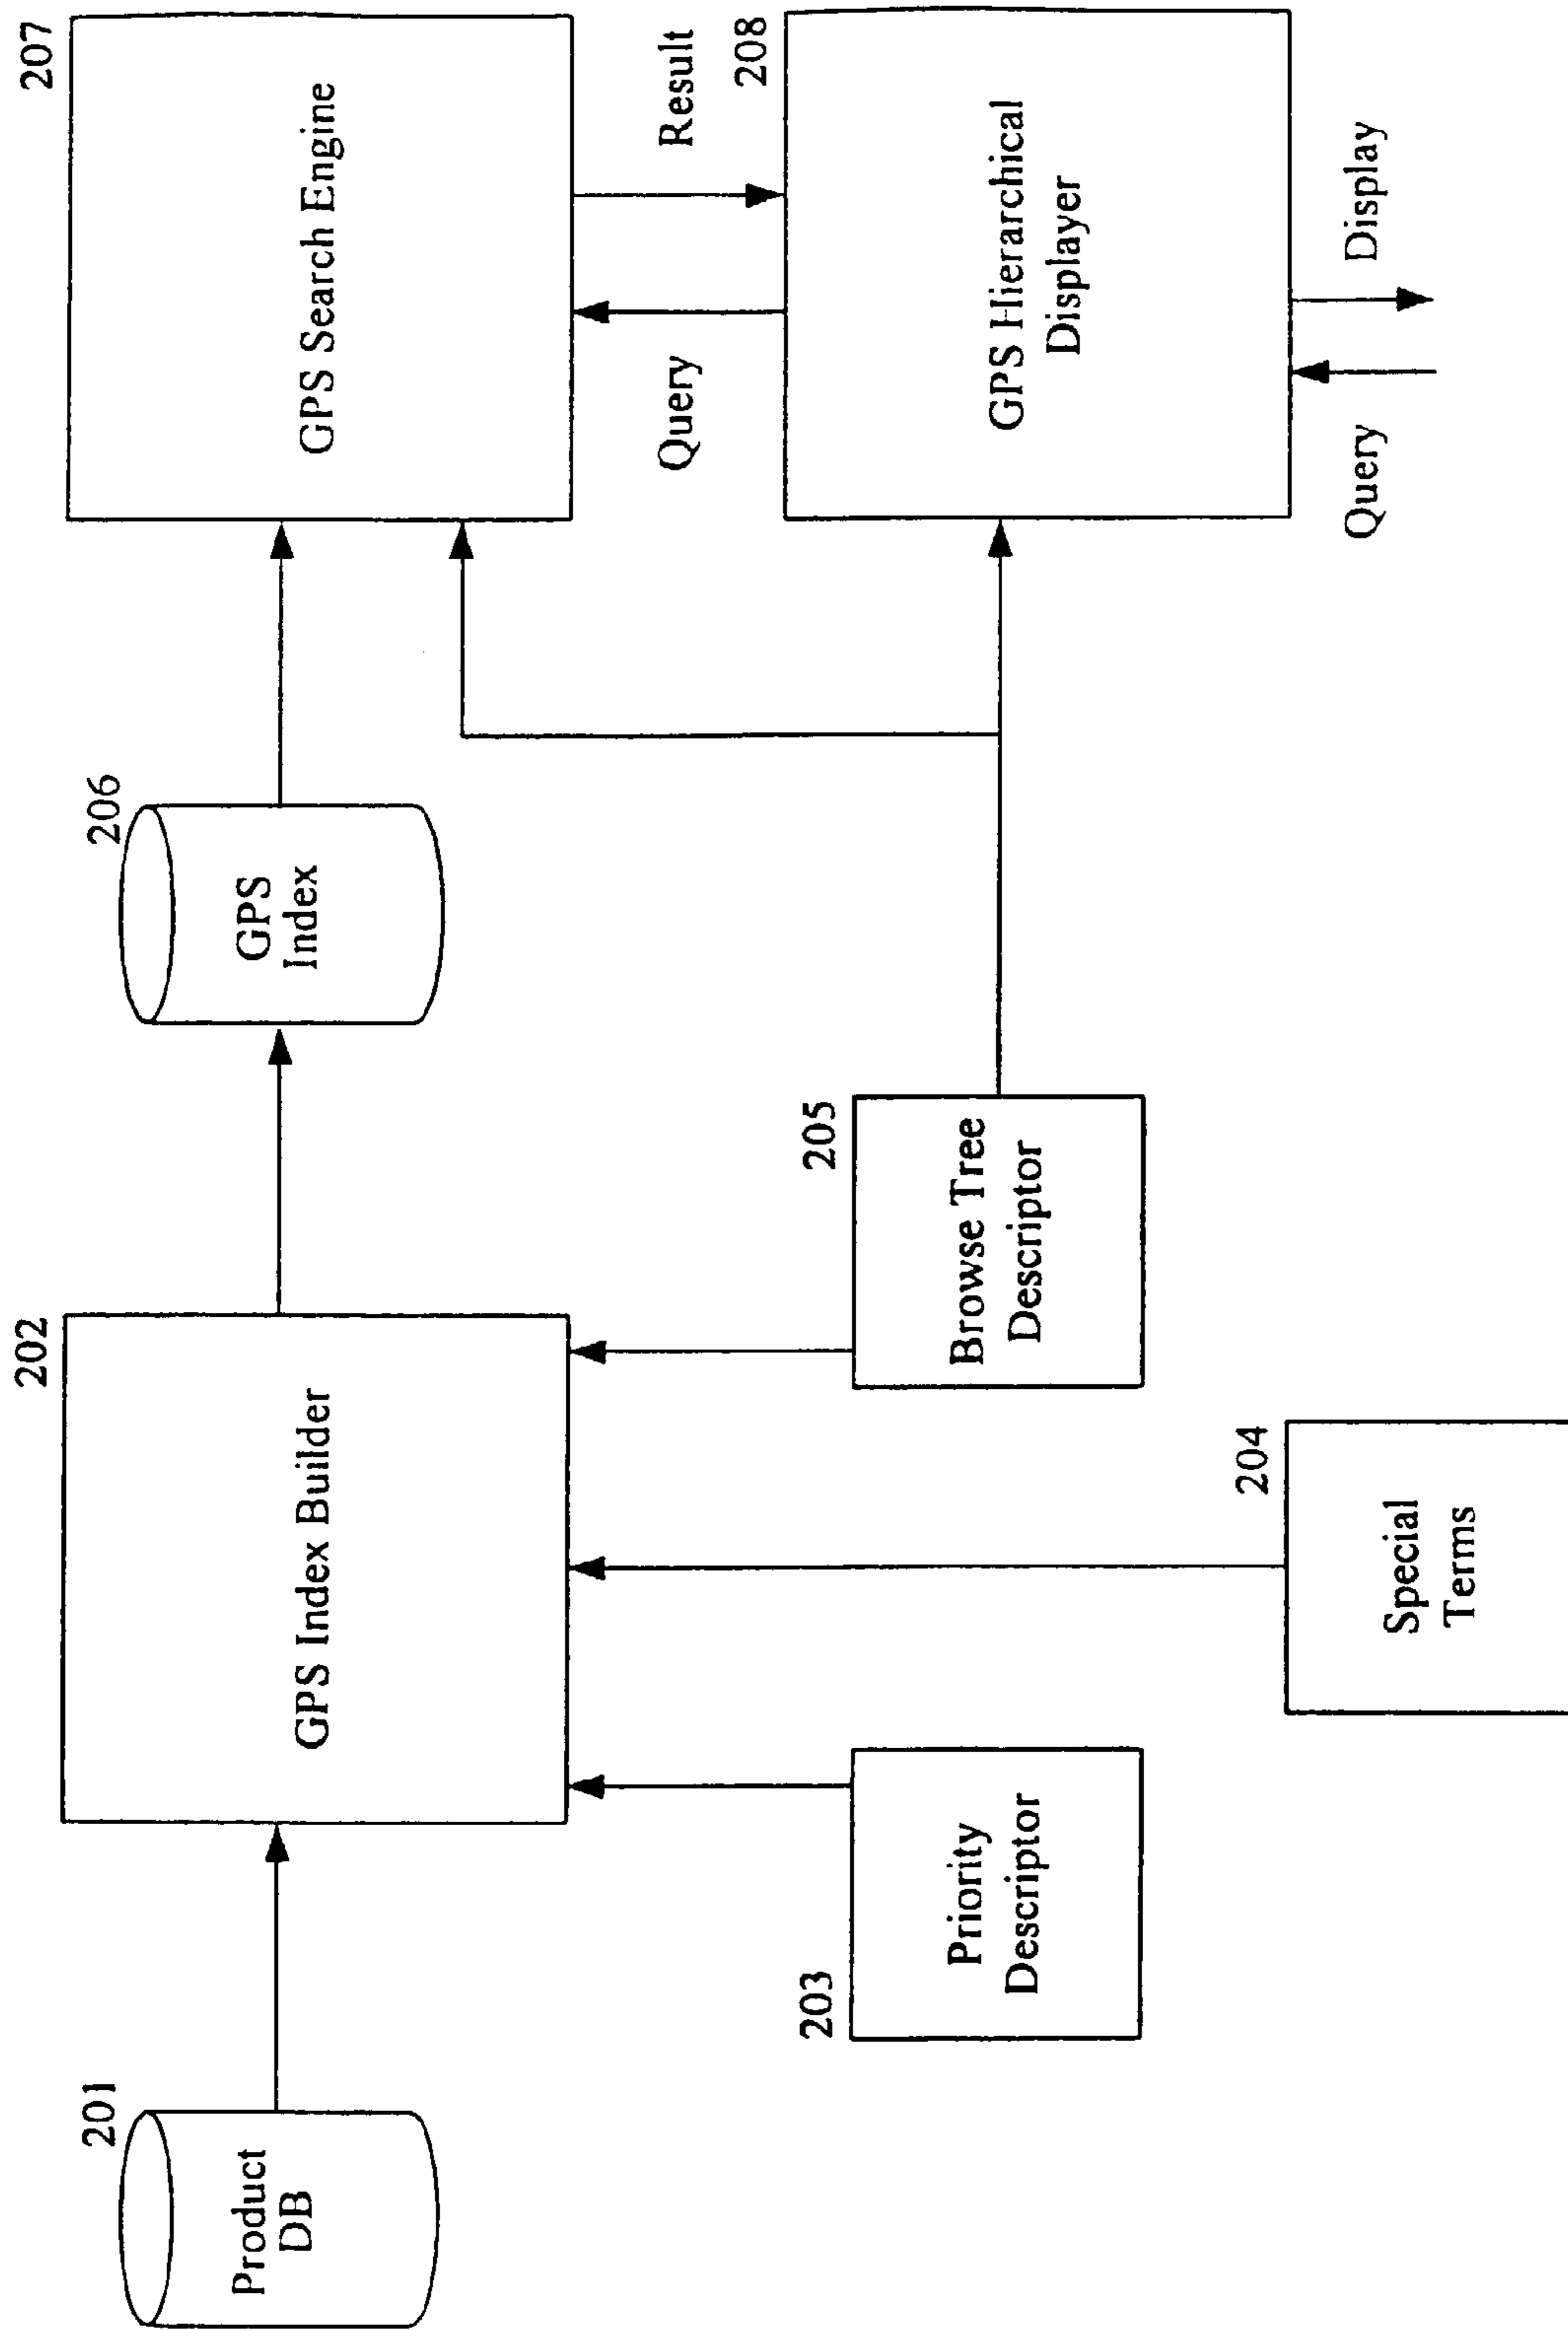 201
Product
DB
202
GPS Index Builder
203
Priority
Descriptor
204
Special
Terms
205
Browse Tree
Descriptor
206
GPS
Index
207
GPS Search Engine
Query
Result
208
GPS Hierarchical
Displayer
Query
Display